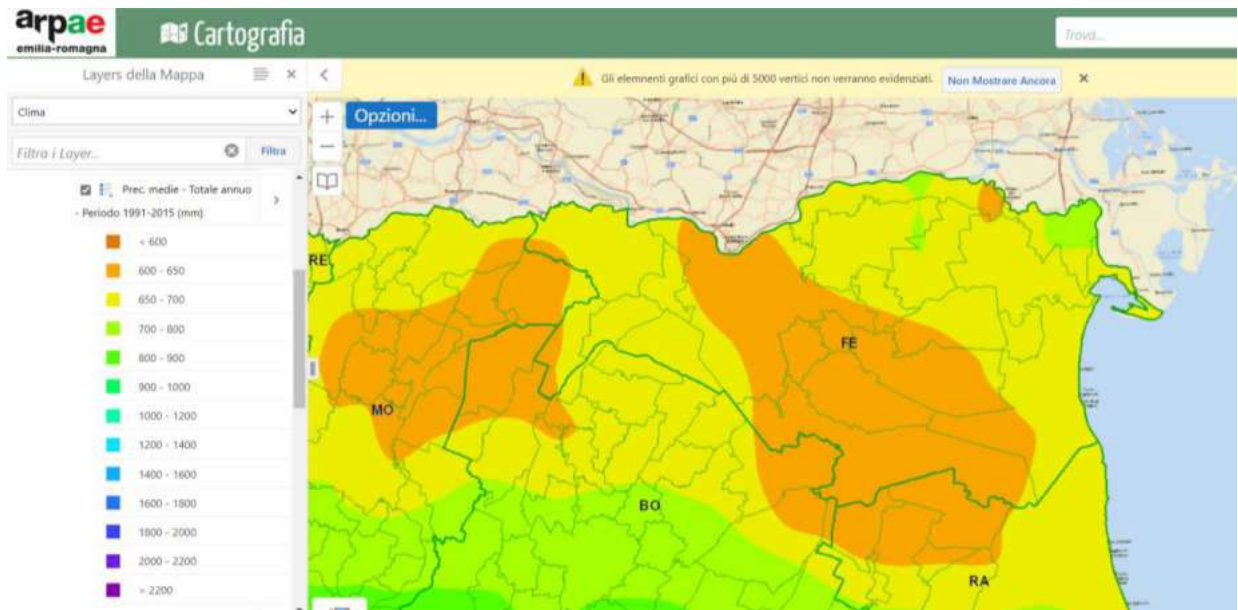 arpae
emilia-romagna
Cartografia
Trova...
Layers della Mappa
Gli elemnenti grafici con più di 5000 vertici non verranno evidenziati.
Non Mostrare Ancora
Clima
Opzioni...
Filtra i Layer...
Filtra
Prec. medie - Totale annuo
- Periodo 1991-2015 (mm)
< 600
600 - 650
650 - 700
700 - 800
800 - 900
900 - 1000
1000 - 1200
1200 - 1400
1400 - 1600
1600 - 1800
1800 - 2000
2000 - 2200
> 2200
RE
FE
MO
BO
RA